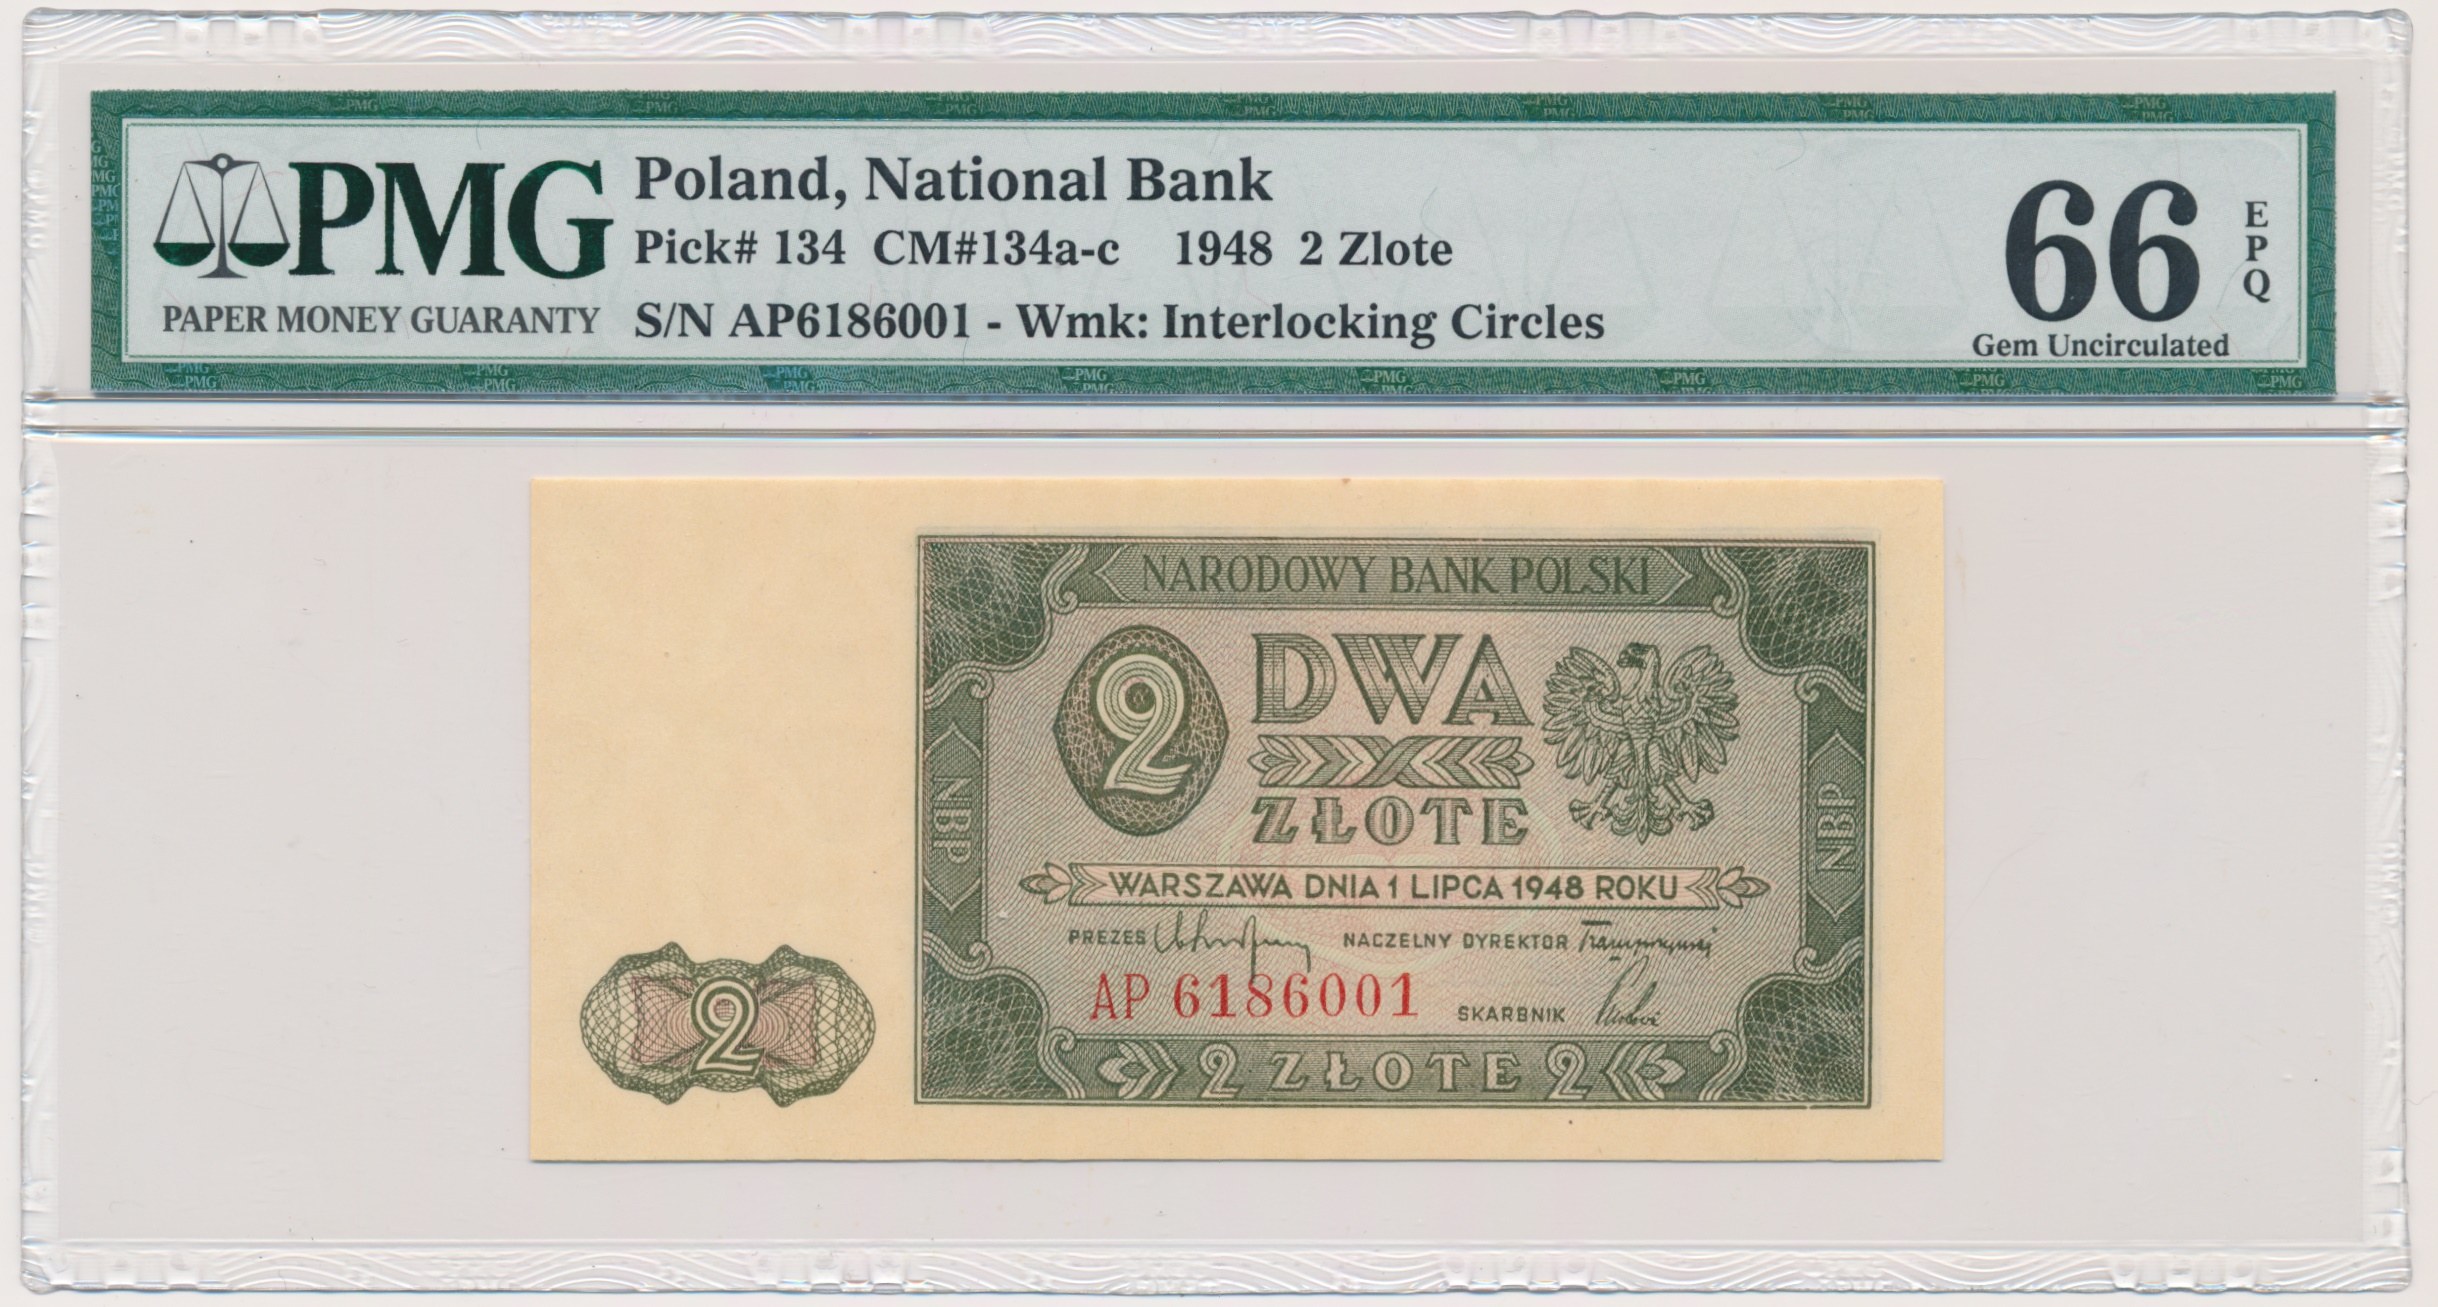 PMG
PAPER MONEY GUARANTY
Poland, National Bank
Pick# 134 CM#134a-c 1948 2 Zlote
S/N AP6186001 - Wmk: Interlocking Circles
66
EPQ
Gem Uncirculated
NARODOWY BANK POLSKI
2
DWA
ZŁOTE
NBP
NBP
WARSZAWA DNIA 1 LIPCA 1948 ROKU
PREZES NACZELNY DYREKTOR
AP 6186001 SKARBNIK
2
2 ZŁOTE 2